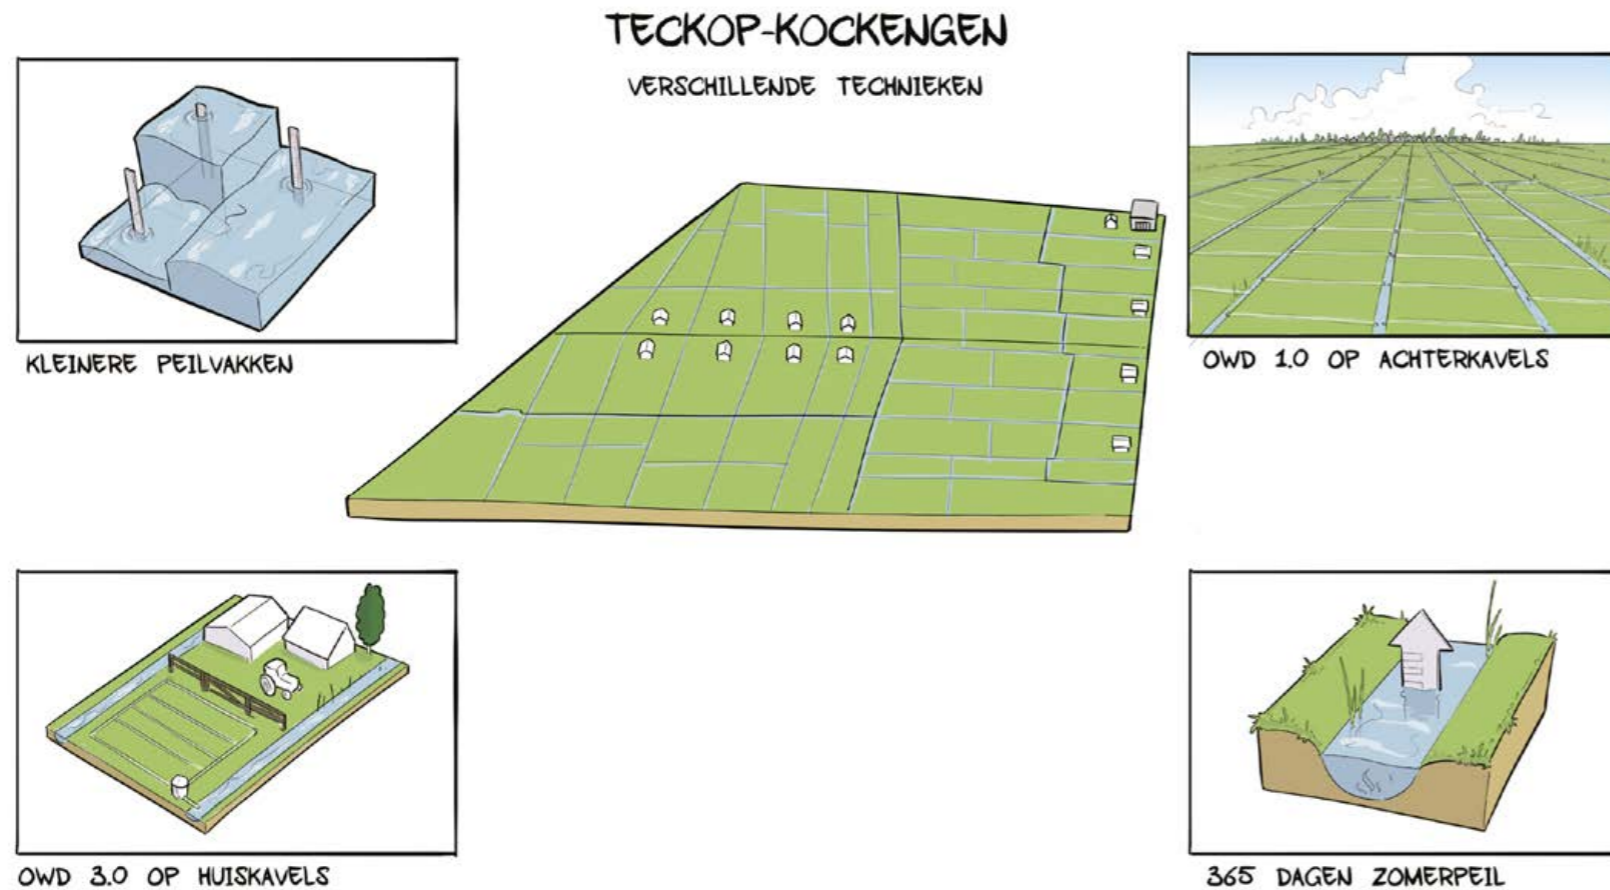 TECKOP-KOCKENGEN
VERSCHILLENDE TECHNIEKEN
KLEINERE PEILVAKKEN
OWD 1.0 OP ACHTERKAVELS
OWD 3.0 OP HUISKAVELS
365 DAGEN ZOMERPEIL